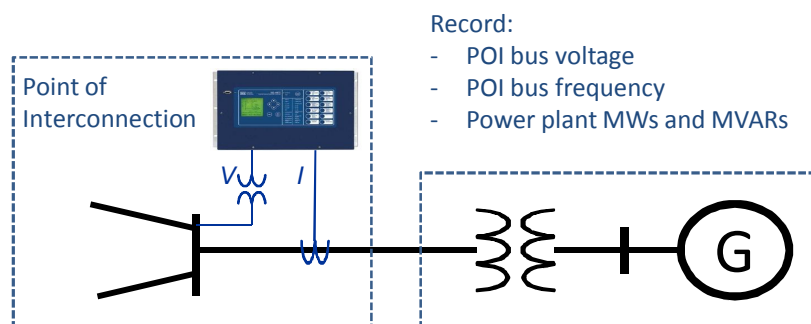 Record:
- POI bus voltage
- POI bus frequency
- Power plant MWs and MVARs
Point of
Interconnection
V
I
G